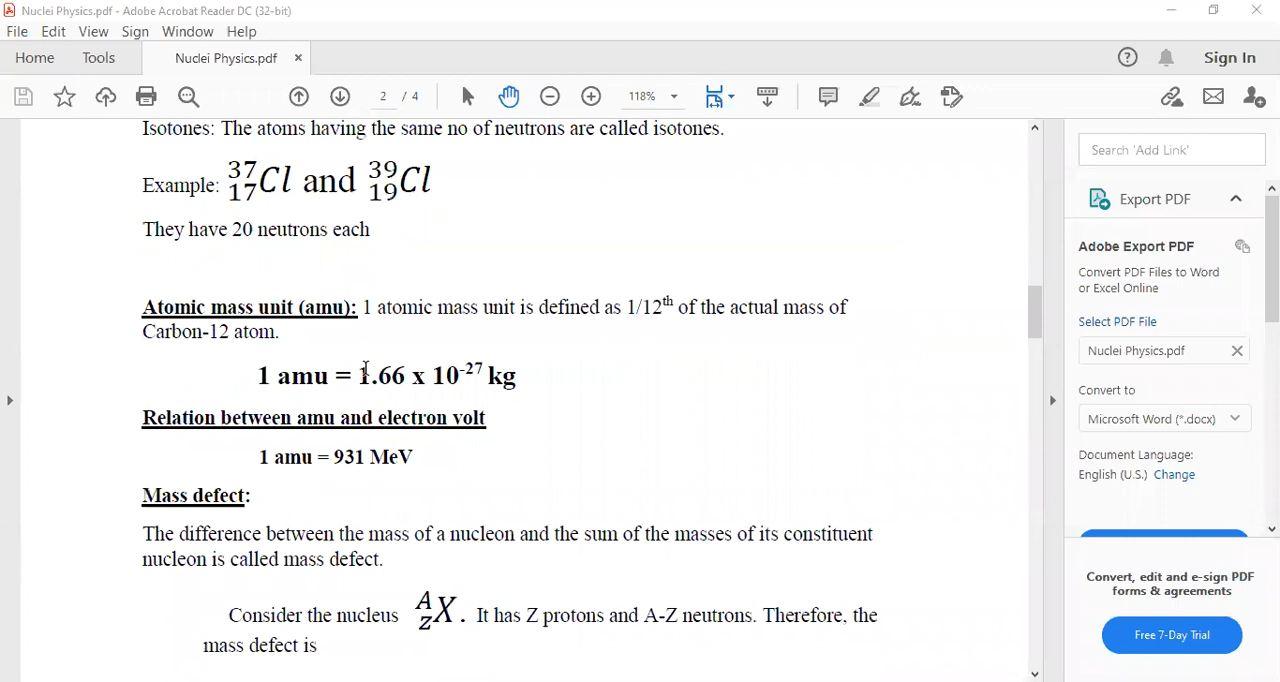 Nuclei Physics.pdf - Adobe Acrobat Reader DC (32-bit)
File Edit View Sign Window Help
Home Tools Nuclei Physics.pdf × Sign In
2 / 4 118%
Isotones: The atoms having the same no of neutrons are called isotones.
Example: ³⁷₁₇Cl and ³⁹₁₉Cl
They have 20 neutrons each
Atomic mass unit (amu): 1 atomic mass unit is defined as 1/12th of the actual mass of
Carbon-12 atom.
1 amu = 1.66 x 10⁻²⁷ kg
Relation between amu and electron volt
1 amu = 931 MeV
Mass defect:
The difference between the mass of a nucleon and the sum of the masses of its constituent
nucleon is called mass defect.
Consider the nucleus ᴬ_ZX. It has Z protons and A-Z neutrons. Therefore, the
mass defect is
Search 'Add Link'
Export PDF
Adobe Export PDF
Convert PDF Files to Word
or Excel Online
Select PDF File
Nuclei Physics.pdf
Convert to
Microsoft Word (*.docx)
Document Language:
English (U.S.) Change
Convert, edit and e-sign PDF
forms & agreements
Free 7-Day Trial